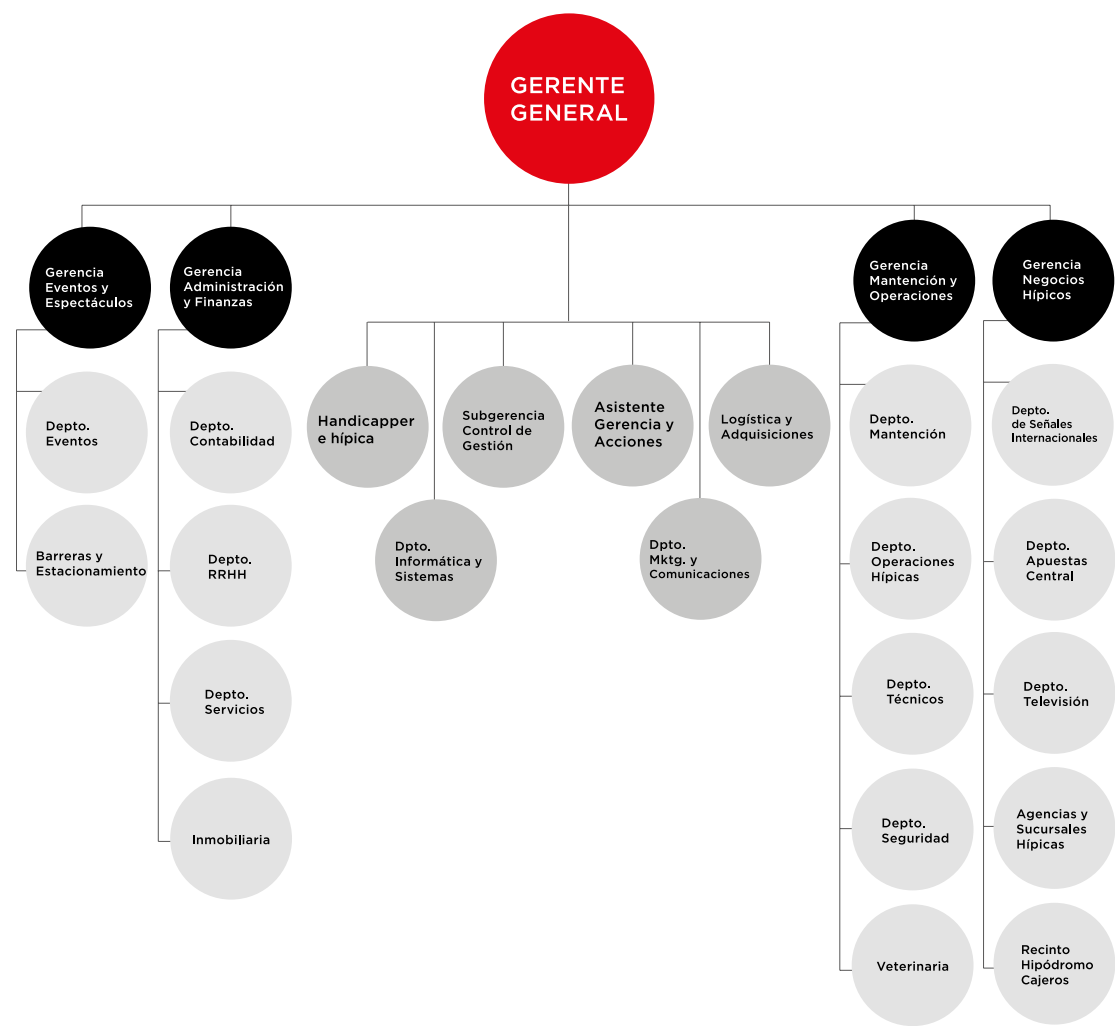 GERENTE
GENERAL
Gerencia
Eventos y
Espectáculos
Gerencia
Administración
y Finanzas
Gerencia
Mantención y
Operaciones
Gerencia
Negocios
Hípicos
Handicapper
e hípica
Subgerencia
Control de
Gestión
Asistente
Gerencia y
Acciones
Logística y
Adquisiciones
Dpto.
Informática y
Sistemas
Dpto.
Mktg. y
Comunicaciones
Depto.
Eventos
Barreras y
Estacionamiento
Depto.
Contabilidad
Depto.
RRHH
Depto.
Servicios
Inmobiliaria
Depto.
Mantención
Depto.
Operaciones
Hípicas
Depto.
Técnicos
Depto.
Seguridad
Veterinaria
Depto.
de Señales
Internacionales
Depto.
Apuestas
Central
Depto.
Televisión
Agencias y
Sucursales
Hípicas
Recinto
Hipódromo
Cajeros